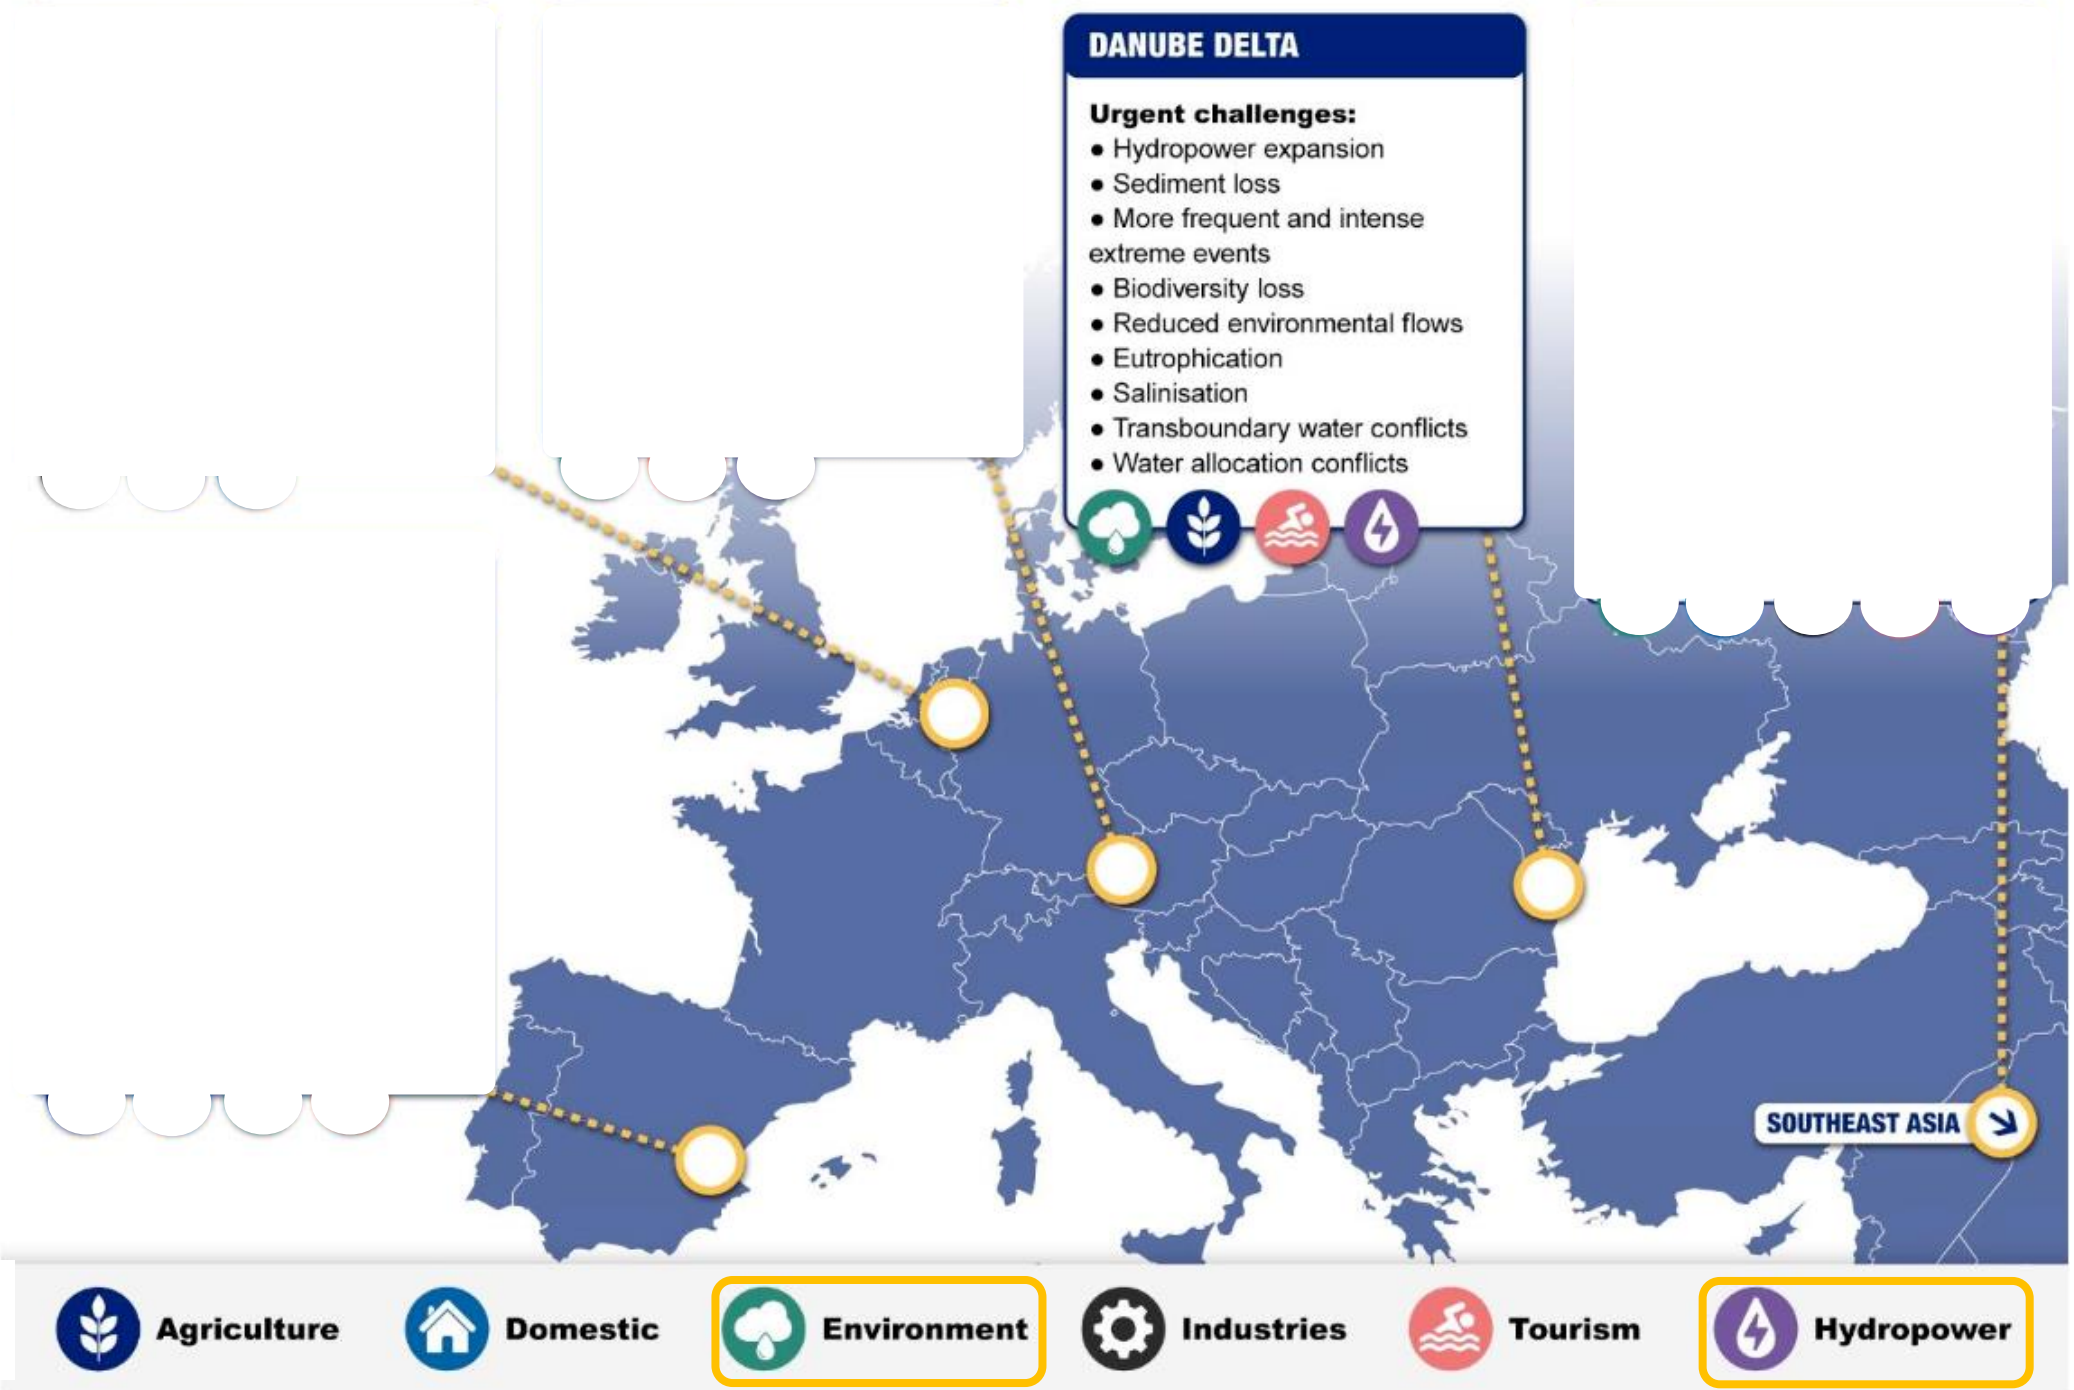 DANUBE DELTA
Urgent challenges:
● Hydropower expansion
● Sediment loss
● More frequent and intense
extreme events
● Biodiversity loss
● Reduced environmental flows
● Eutrophication
● Salinisation
● Transboundary water conflicts
● Water allocation conflicts
SOUTHEAST ASIA
Agriculture
Domestic
Environment
Industries
Tourism
Hydropower